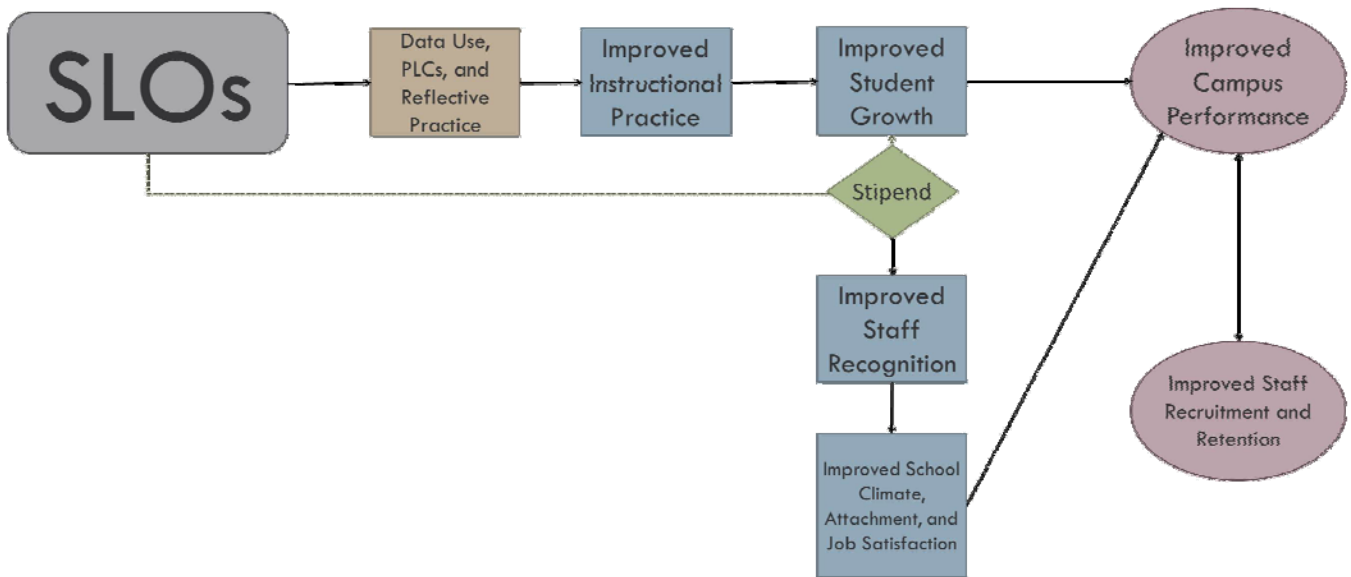 SLOs
Data Use,
PLCs, and
Reflective
Practice
Improved
Instructional
Practice
Improved
Student
Growth
Improved
Campus
Performance
Stipend
Improved
Staff
Recognition
Improved Staff
Recruitment and
Retention
Improved School
Climate,
Attachment, and
Job Satisfaction